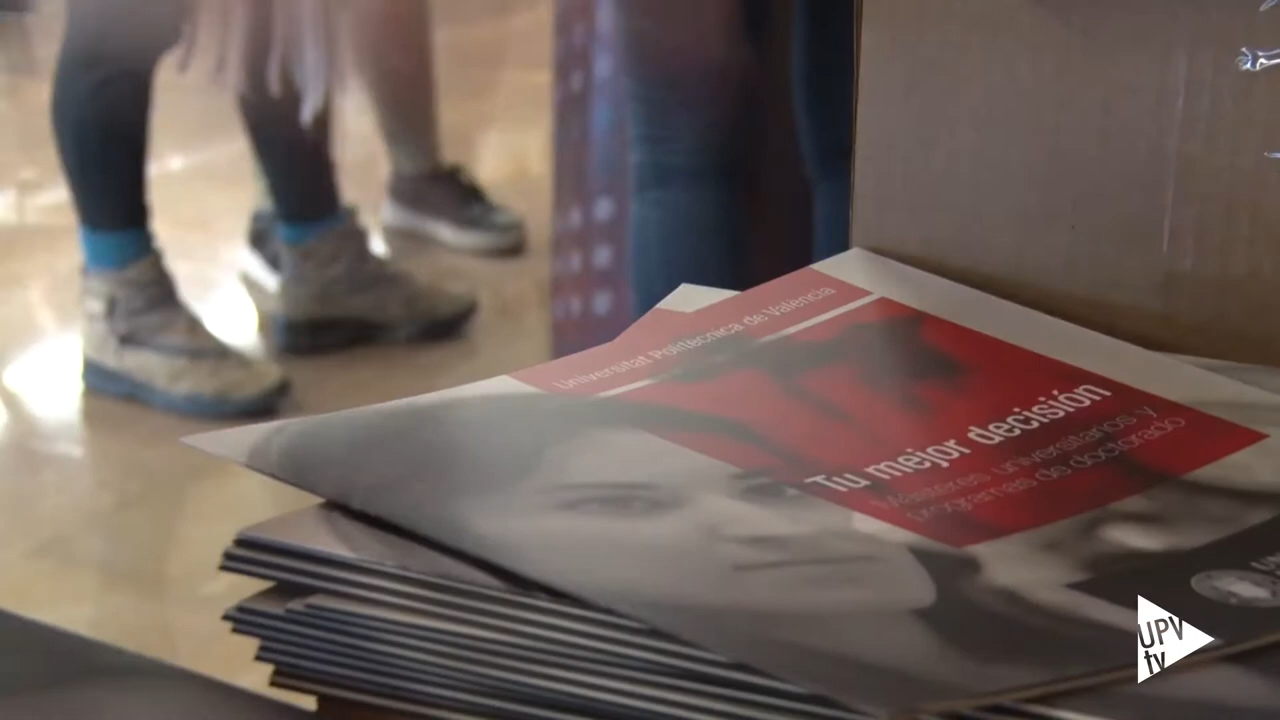 Universitat Politècnica de València
Tu mejor decisión
Másteres universitarios y
programas de doctorado
UPV
tv